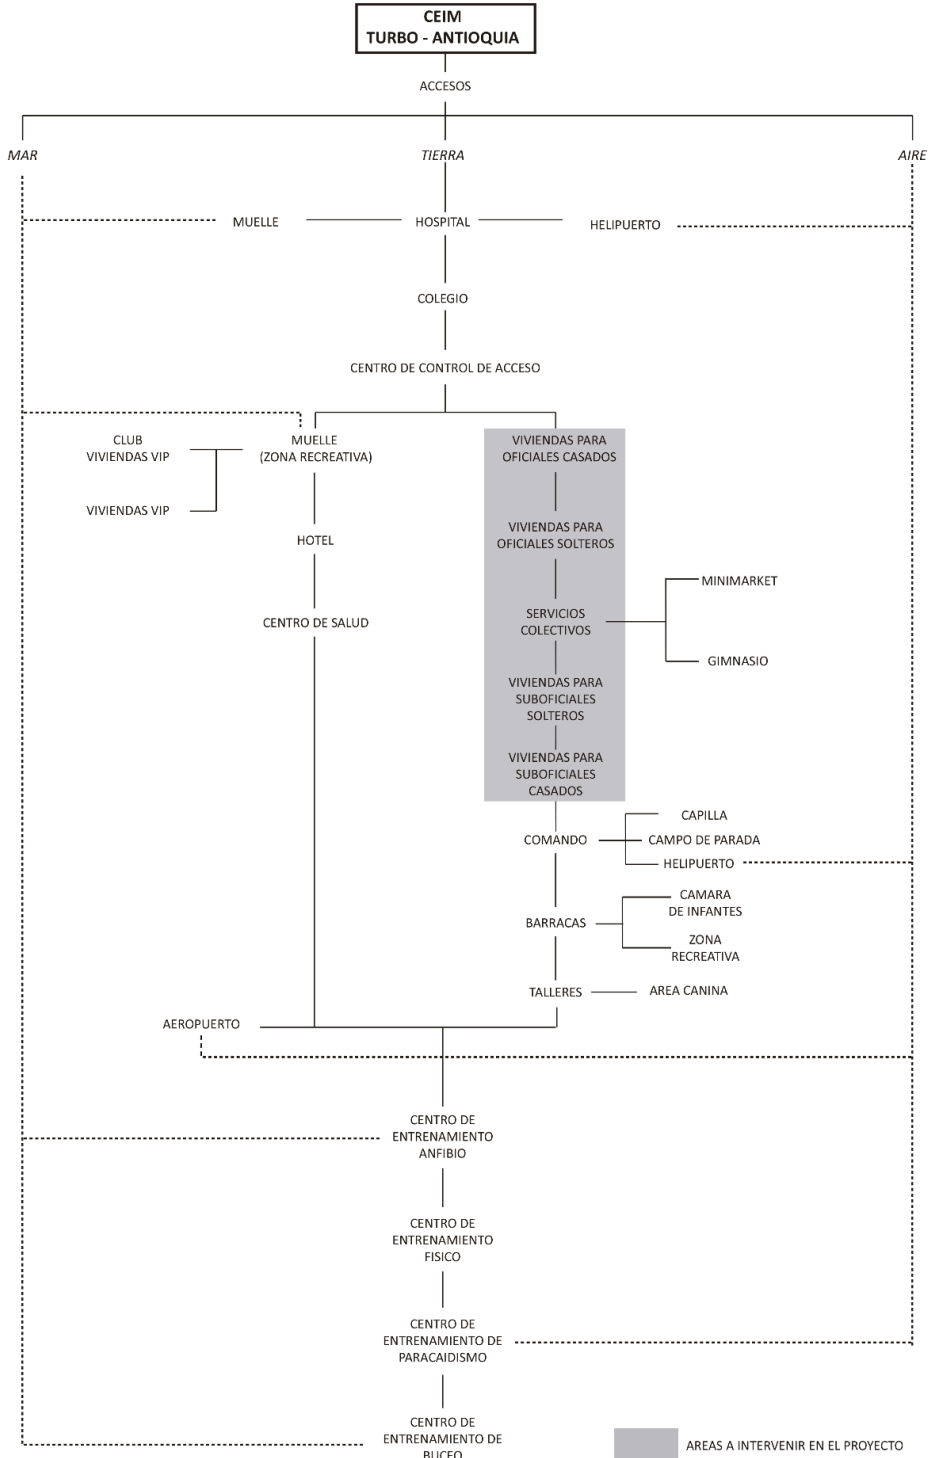 CEIM
TURBO - ANTIOQUIA
ACCESOS
MAR
TIERRA
AIRE
MUELLE
HOSPITAL
HELIPUERTO
COLEGIO
CENTRO DE CONTROL DE ACCESO
CLUB
VIVIENDAS VIP
MUELLE
(ZONA RECREATIVA)
VIVIENDAS PARA
OFICIALES CASADOS
VIVIENDAS VIP
HOTEL
VIVIENDAS PARA
OFICIALES SOLTEROS
MINIMARKET
CENTRO DE SALUD
SERVICIOS
COLECTIVOS
GIMNASIO
VIVIENDAS PARA
SUBOFICIALES
SOLTEROS
VIVIENDAS PARA
SUBOFICIALES
CASADOS
CAPILLA
COMANDO
CAMPO DE PARADA
HELIPUERTO
CAMARA
DE INFANTES
BARRACAS
ZONA
RECREATIVA
TALLERES
AREA CANINA
AEROPUERTO
CENTRO DE
ENTRENAMIENTO
ANFIBIO
CENTRO DE
ENTRENAMIENTO
FISICO
CENTRO DE
ENTRENAMIENTO DE
PARACAIDISMO
CENTRO DE
ENTRENAMIENTO DE
BUCEO
AREAS A INTERVENIR EN EL PROYECTO